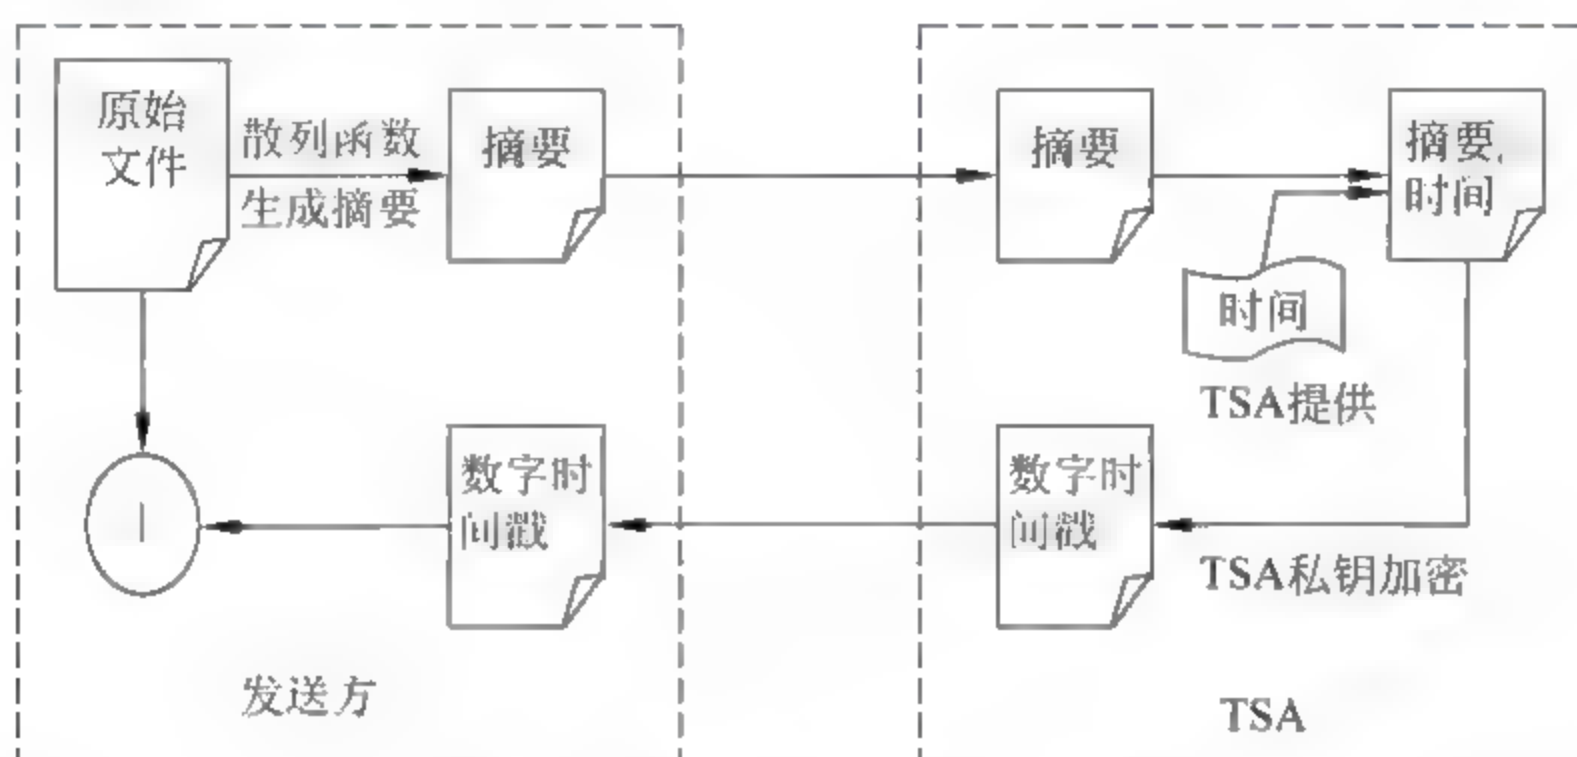 原始
文件
散列函数
生成摘要
摘要
摘要
摘要,
时间
时间
TSA提供
数字时
间戳
数字时
间戳
TSA私钥加密
发送方
TSA